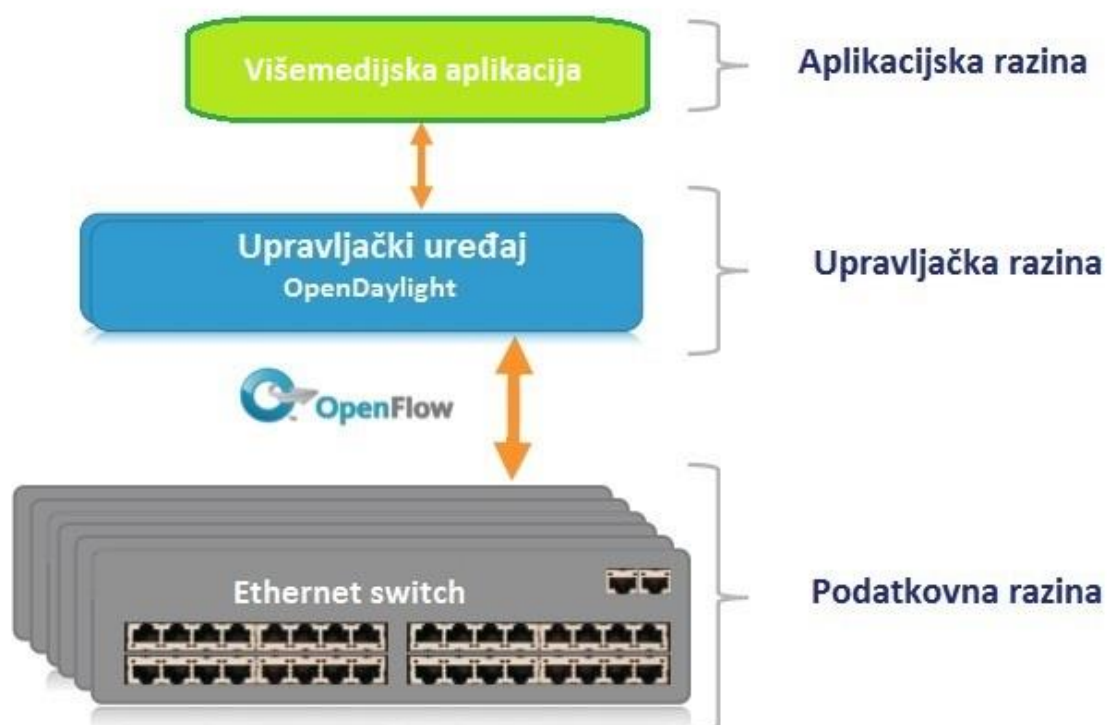 Višemedijska aplikacija
Aplikacijska razina
Upravljački uređaj
OpenDaylight
Upravljačka razina
OpenFlow
Ethernet switch
Podatkovna razina